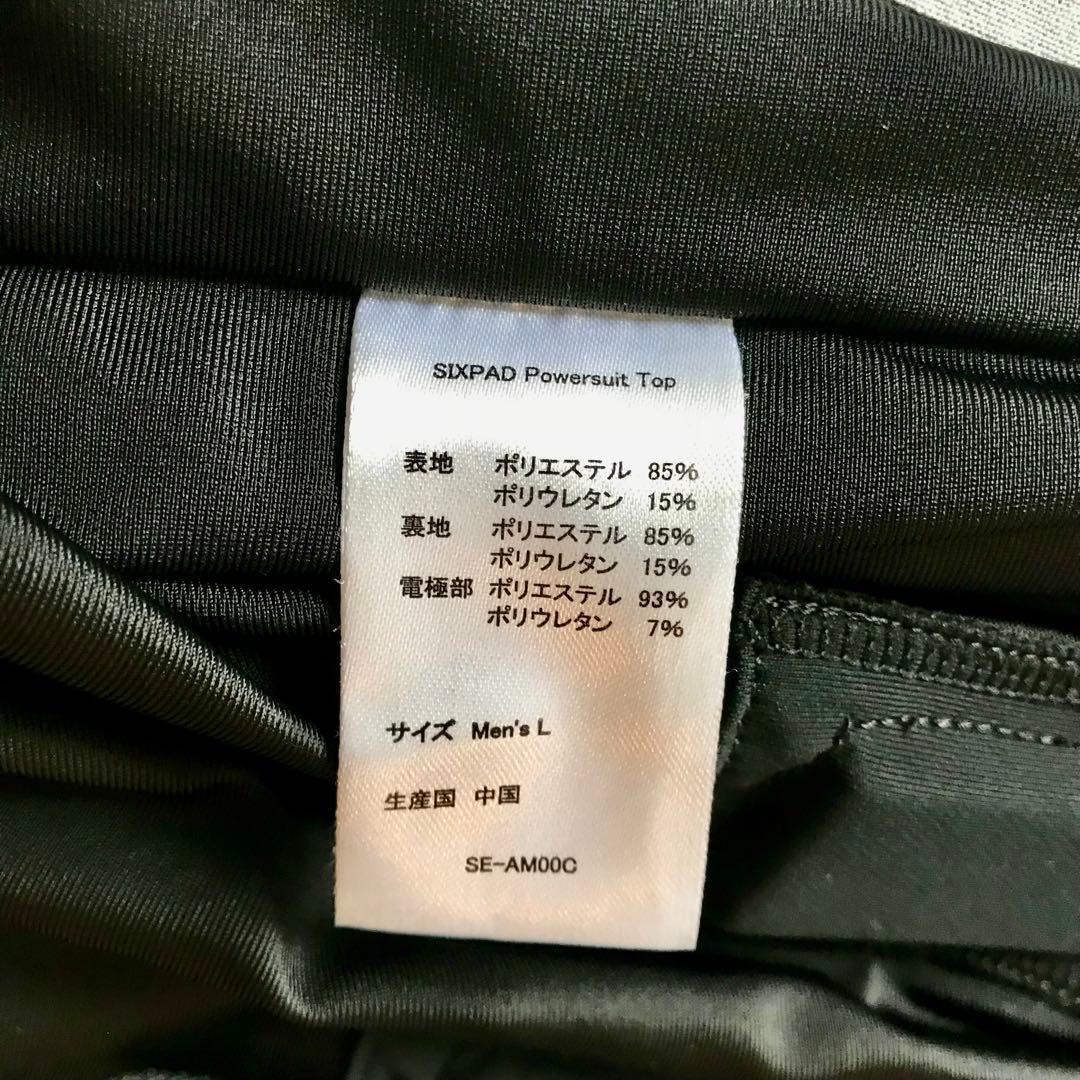 SIXPAD Powersuit Top
表地 ポリエステル 85%
ポリウレタン 15%
裏地 ポリエステル 85%
ポリウレタン 15%
電極部 ポリエステル 93%
ポリウレタン 7%
サイズ Men's L
生産国 中国
SE-AM00C